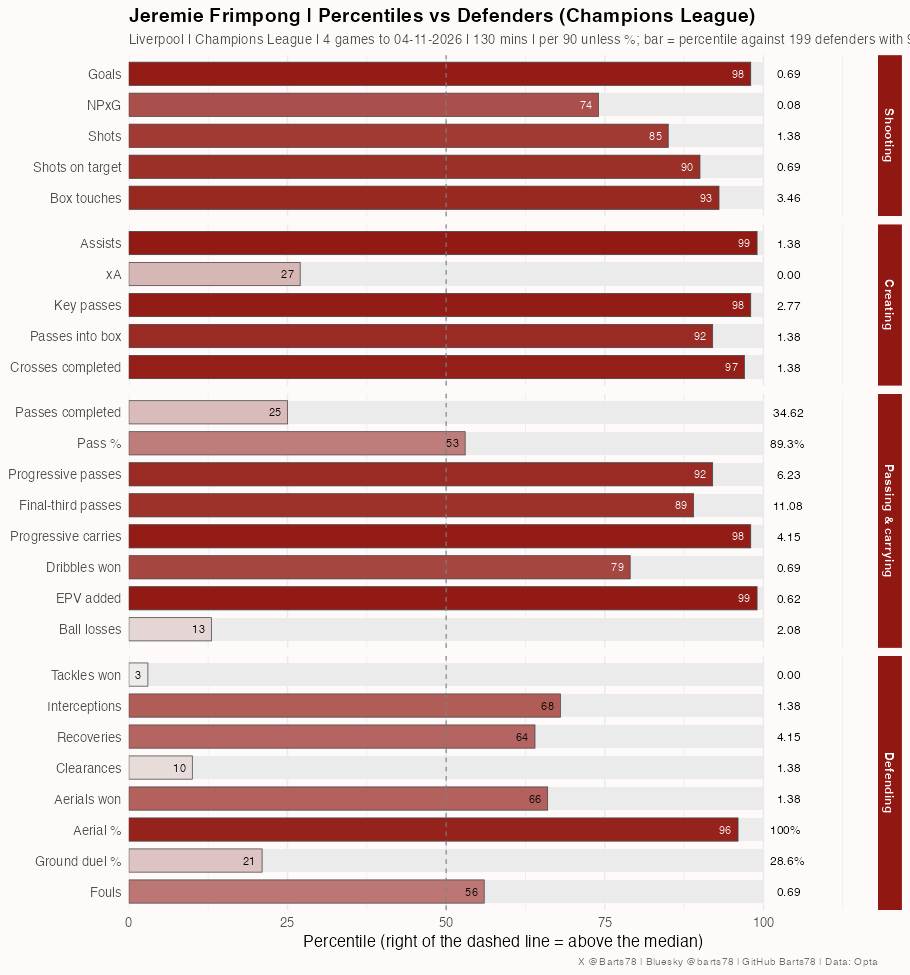 Jeremie Frimpong | Percentiles vs Defenders (Champions League)
Liverpool | Champions League | 4 games to 04-11-2026 | 130 mins | per 90 unless %; bar = percentile against 199 defenders with
Goals 98 0.69
NPxG 74 0.08
Shots 85 1.38
Shots on target 90 0.69
Box touches 93 3.46
Shooting
Assists 99 1.38
xA 27 0.00
Key passes 98 2.77
Passes into box 92 1.38
Crosses completed 97 1.38
Creating
Passes completed 25 34.62
Pass % 53 89.3%
Progressive passes 92 6.23
Final-third passes 89 11.08
Progressive carries 98 4.15
Dribbles won 79 0.69
EPV added 99 0.62
Ball losses 13 2.08
Passing & carrying
Tackles won 3 0.00
Interceptions 68 1.38
Recoveries 64 4.15
Clearances 10 1.38
Aerials won 66 1.38
Aerial % 96 100%
Ground duel % 21 28.6%
Fouls 56 0.69
Defending
0 25 50 75 100
Percentile (right of the dashed line = above the median)
X @Barts78 | Bluesky @barts78 | GitHub Barts78 | Data: Opta